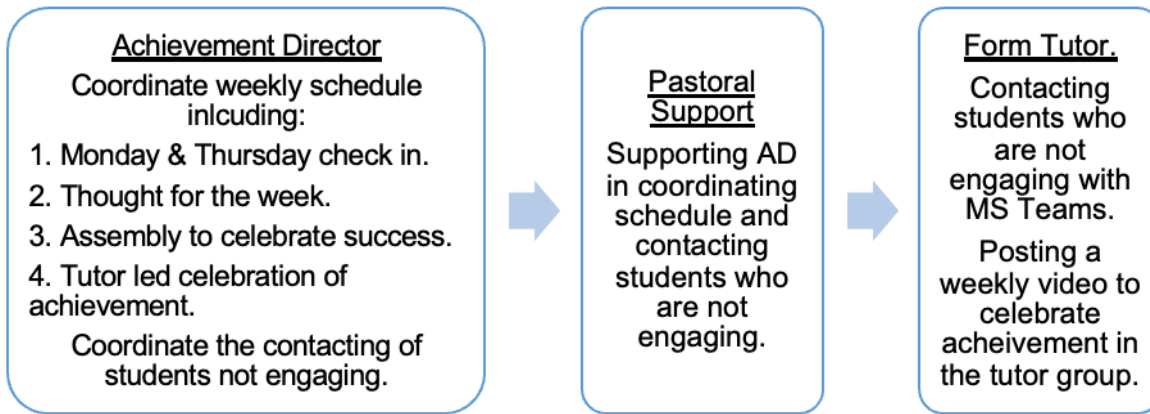 Achievement Director
Coordinate weekly schedule
inlcuding:
1. Monday & Thursday check in.
2. Thought for the week.
3. Assembly to celebrate success.
4. Tutor led celebration of
achievement.
Coordinate the contacting of
students not engaging.
Pastoral
Support
Supporting AD
in coordinating
schedule and
contacting
students who
are not
engaging.
Form Tutor.
Contacting
students who
are not
engaging with
MS Teams.
Posting a
weekly video to
celebrate
acheivement in
the tutor group.